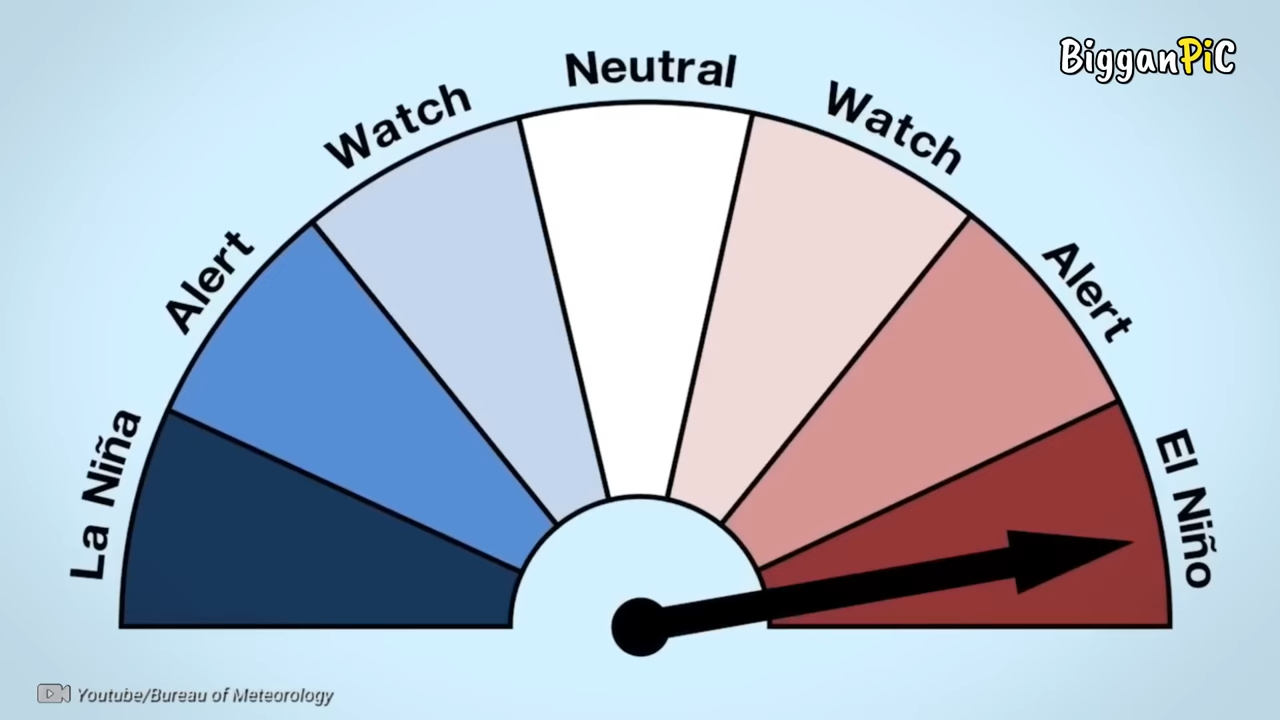 BigganPiC
Neutral
Watch
Watch
Alert
Alert
La Niña
El Niño
Youtube/Bureau of Meteorology